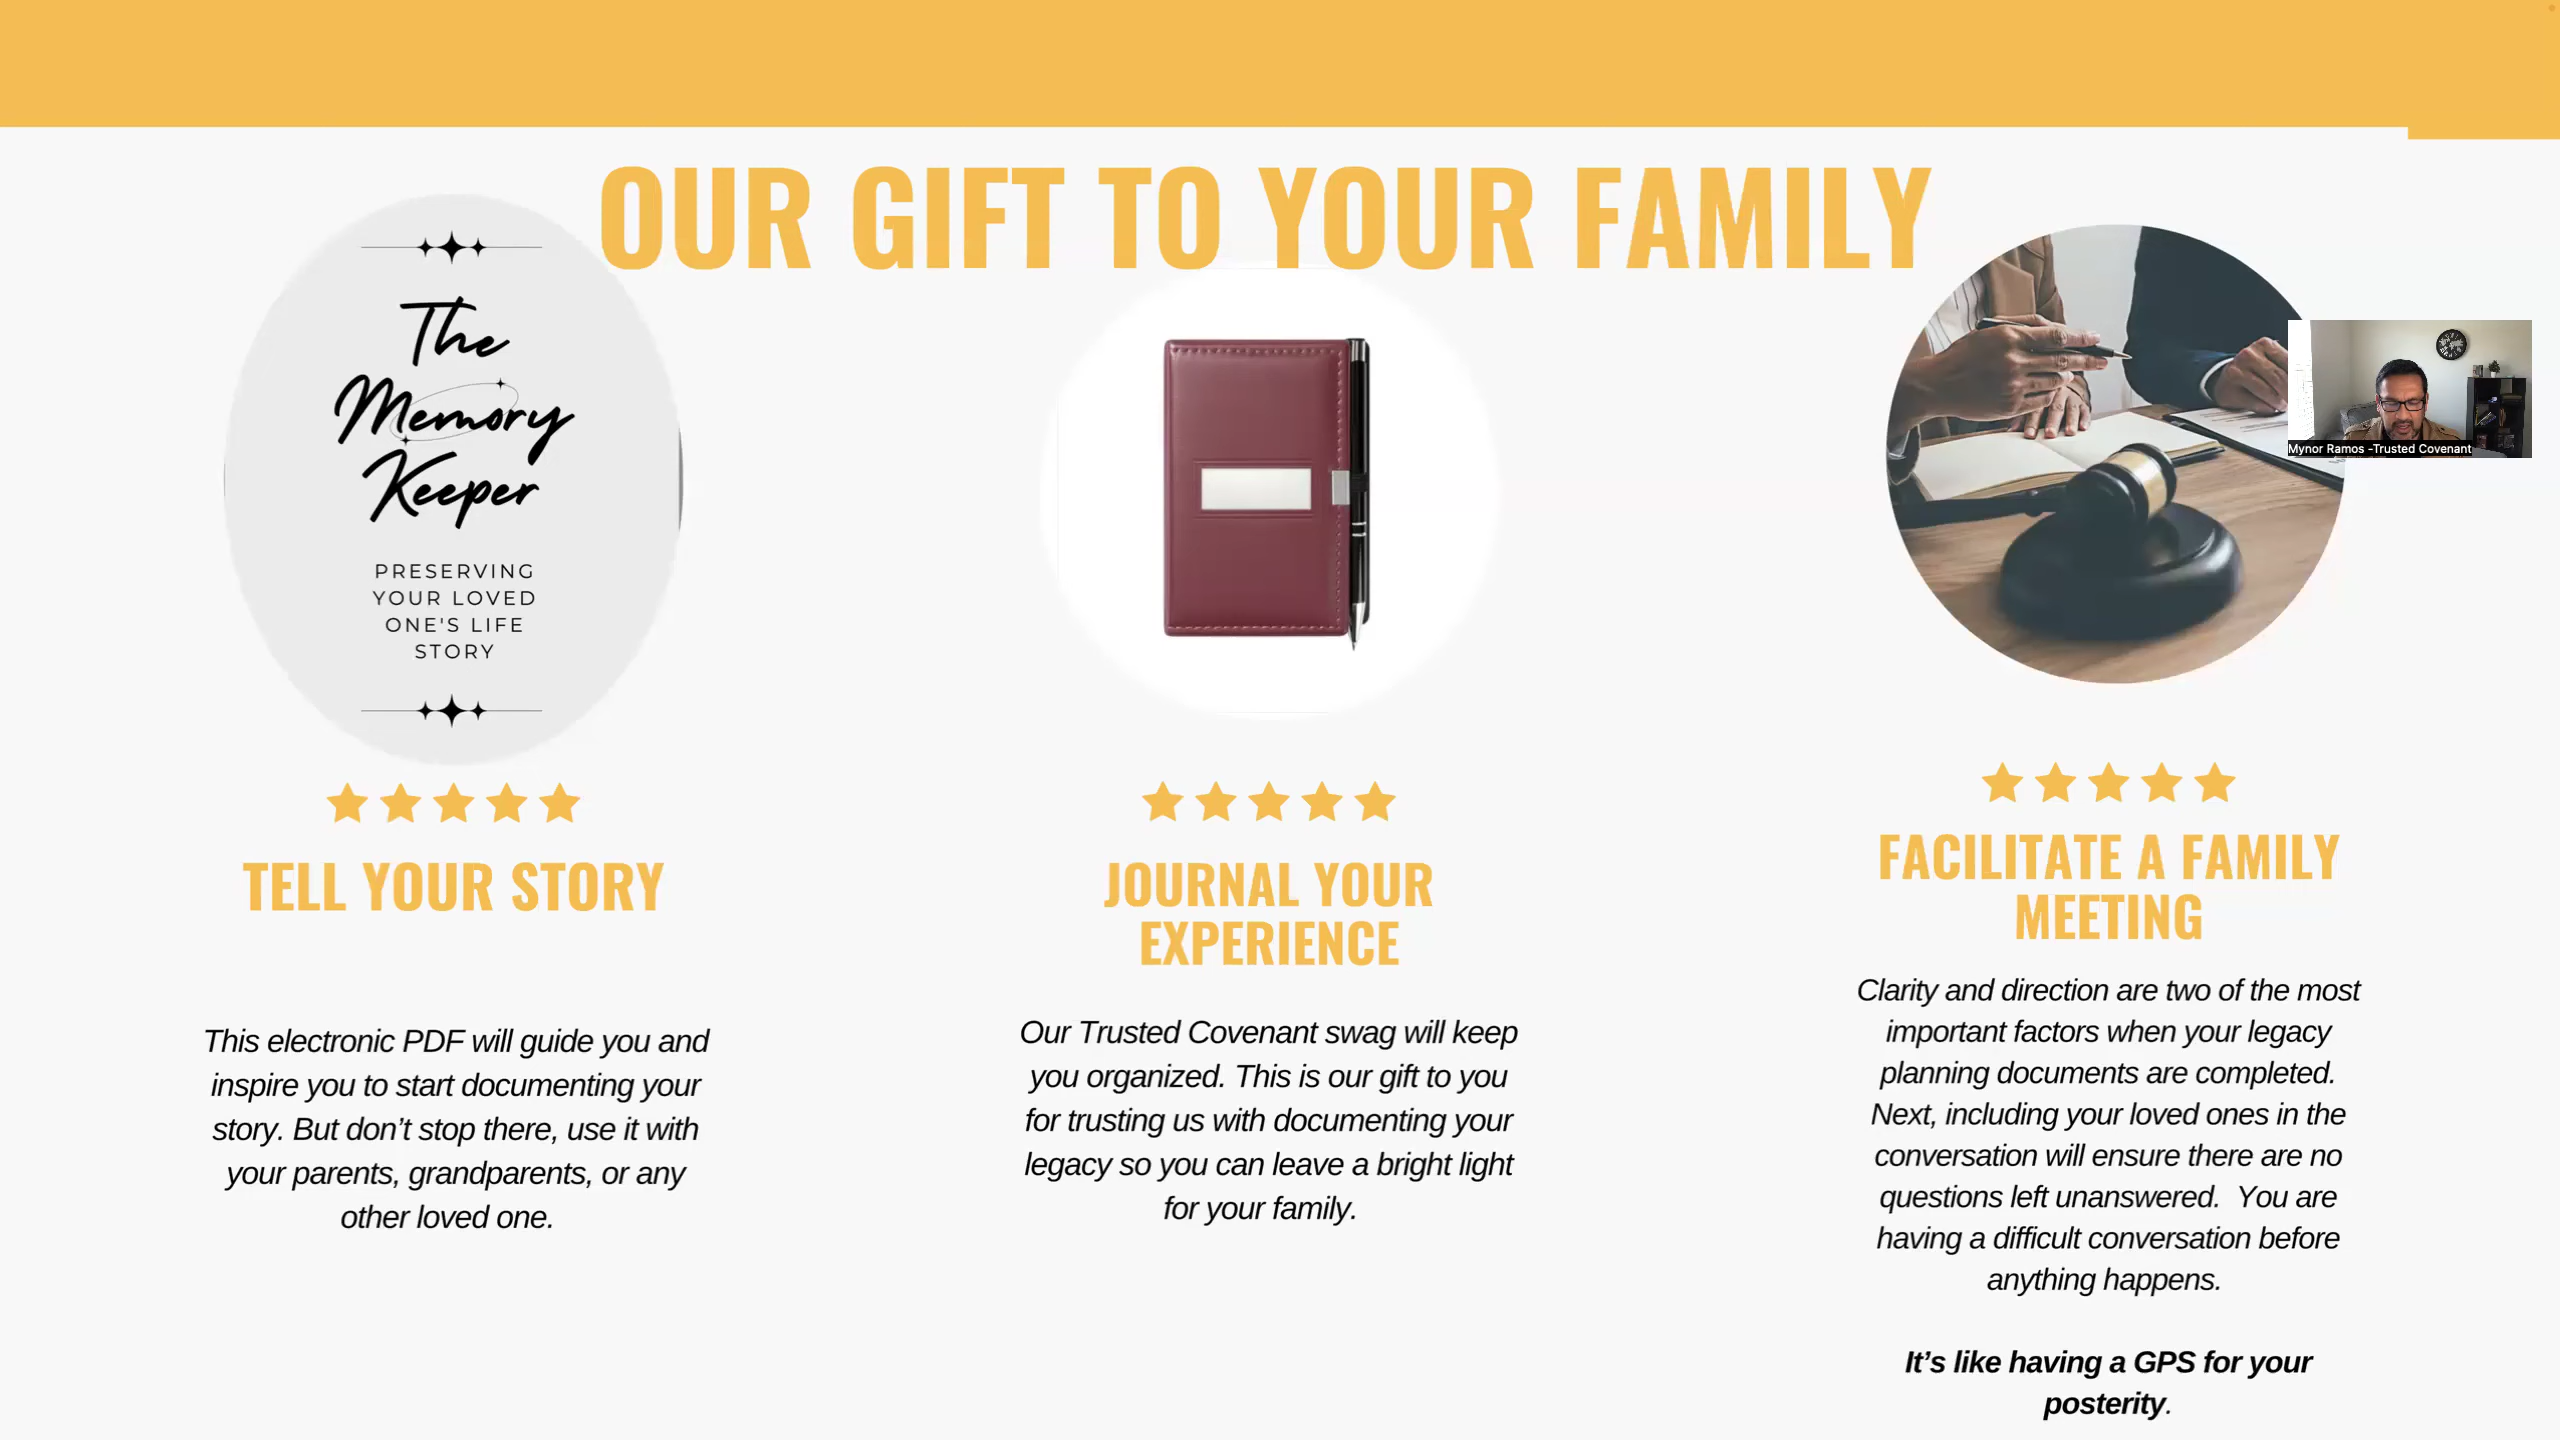 OUR GIFT TO YOUR FAMILY
The
Memory
Keeper
PRESERVING
YOUR LOVED
ONE'S LIFE
STORY
TELL YOUR STORY
This electronic PDF will guide you and
inspire you to start documenting your
story. But don’t stop there, use it with
your parents, grandparents, or any
other loved one.
JOURNAL YOUR
EXPERIENCE
Our Trusted Covenant swag will keep
you organized. This is our gift to you
for trusting us with documenting your
legacy so you can leave a bright light
for your family.
Mynor Ramos -Trusted Covenant
FACILITATE A FAMILY
MEETING
Clarity and direction are two of the most
important factors when your legacy
planning documents are completed.
Next, including your loved ones in the
conversation will ensure there are no
questions left unanswered.  You are
having a difficult conversation before
anything happens.
It’s like having a GPS for your
posterity.